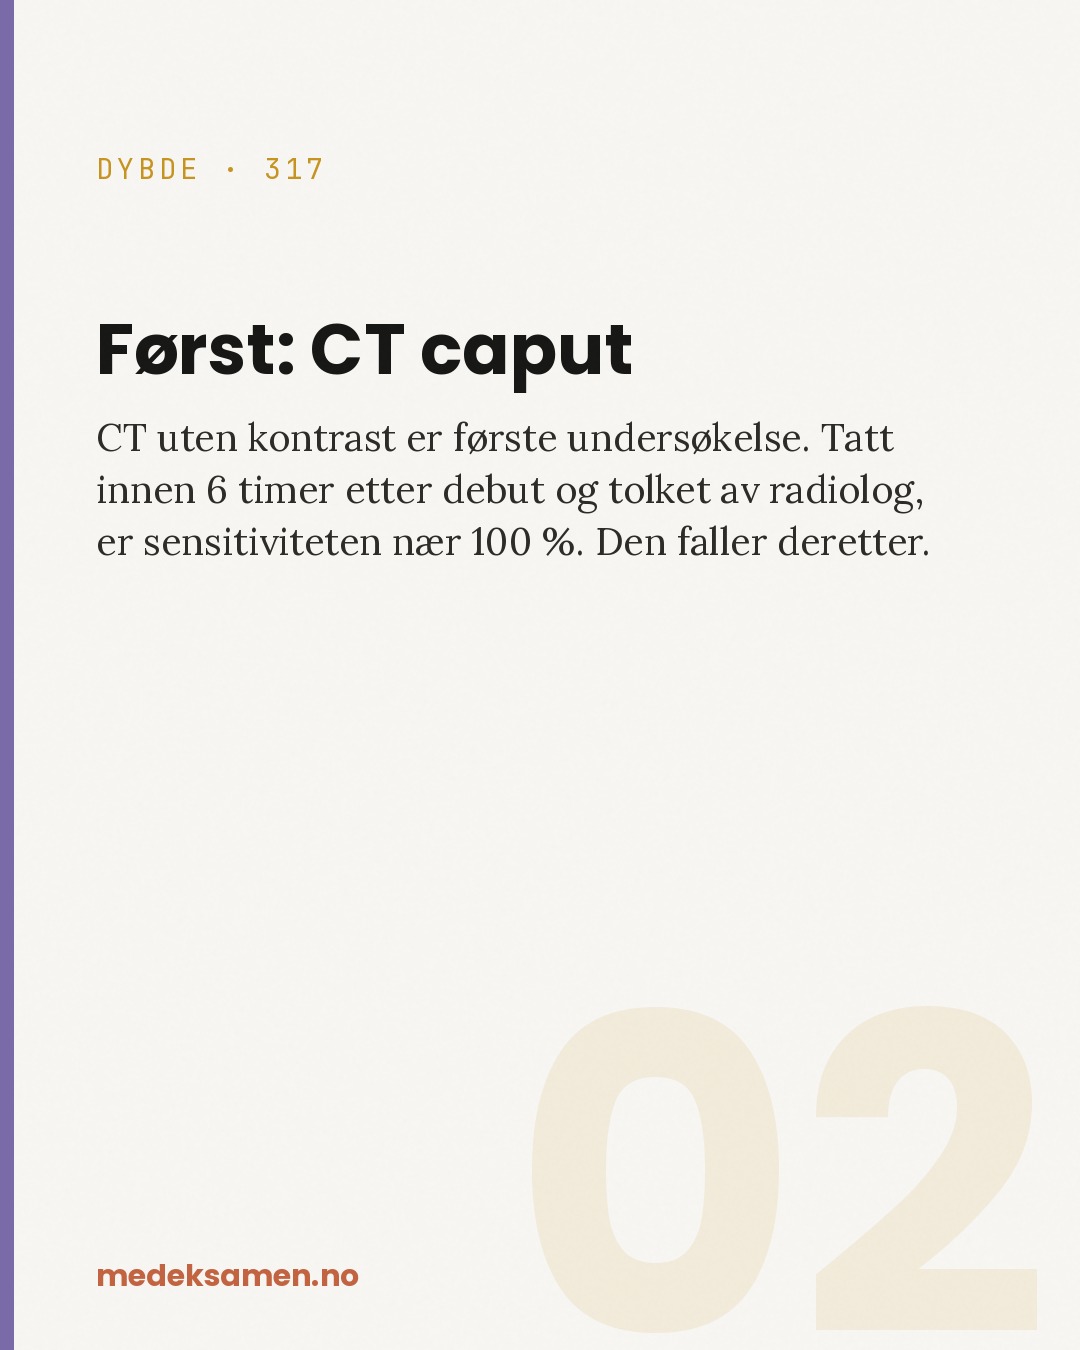 DYBDE · 317
Først: CT caput
CT uten kontrast er første undersøkelse. Tatt
innen 6 timer etter debut og tolket av radiolog,
er sensitiviteten nær 100 %. Den faller deretter.
02
medeksamen.no